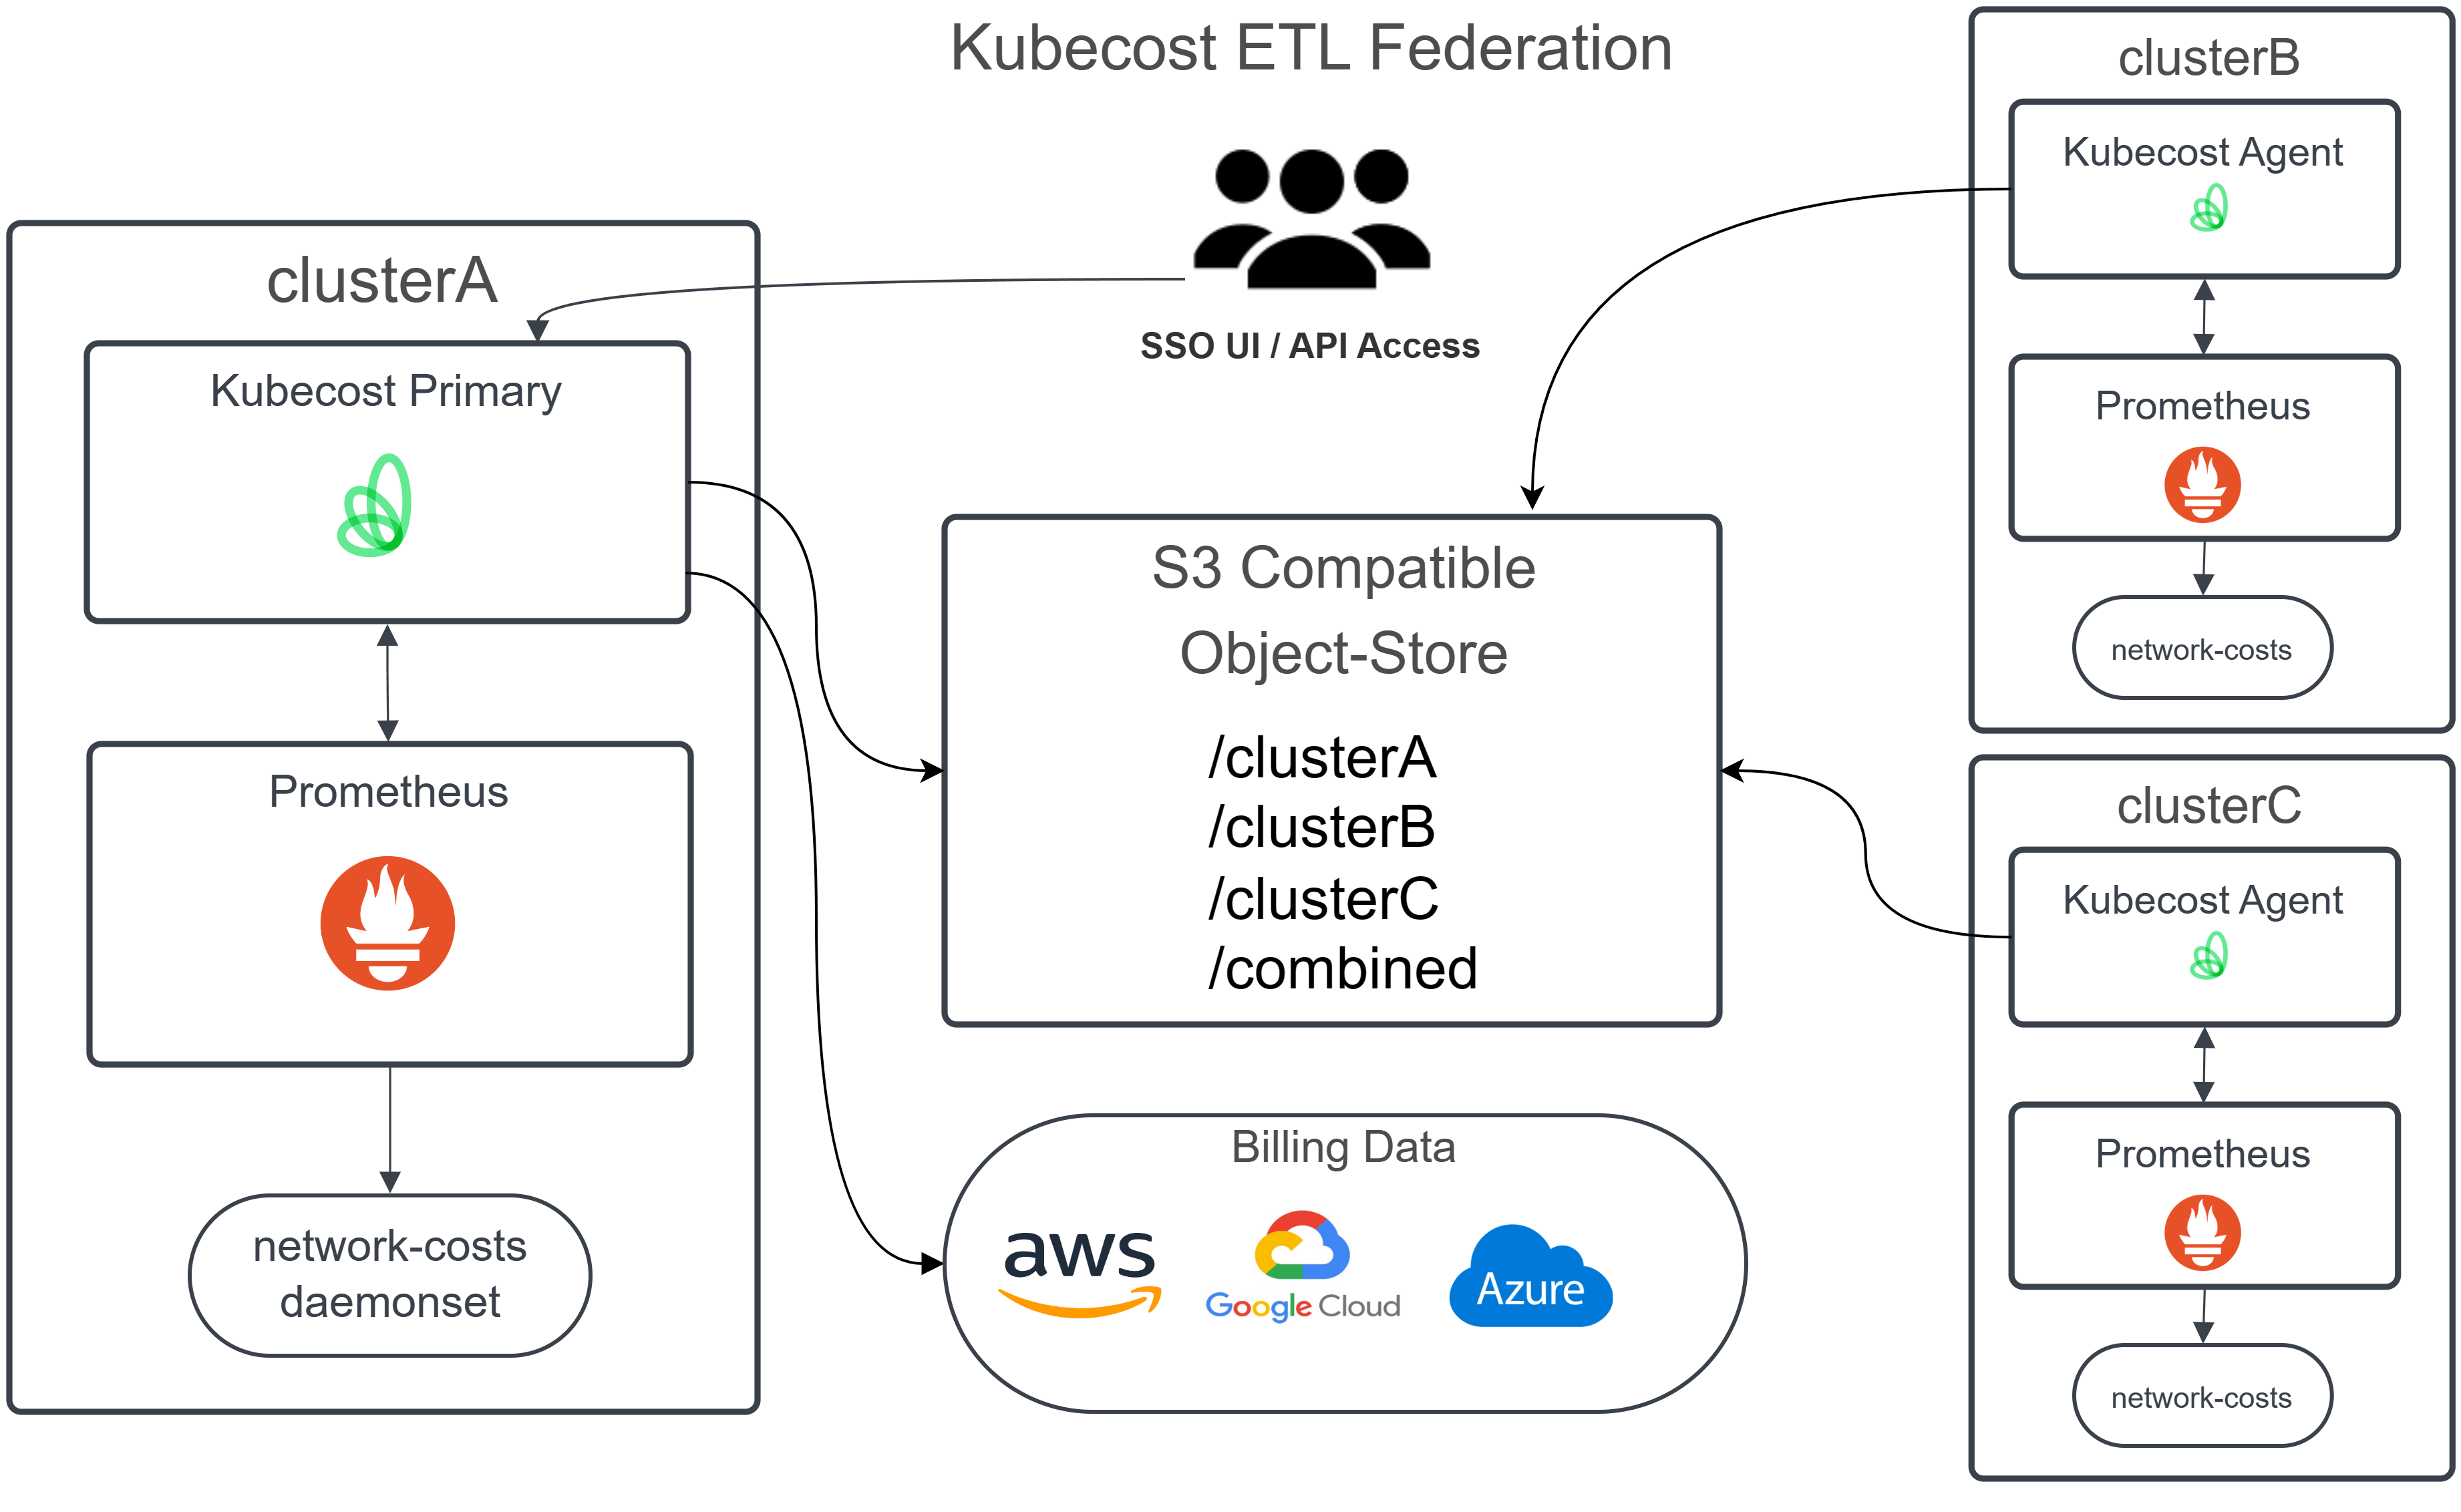 Kubecost ETL Federation
SSO UI / API Access
clusterA
Kubecost Primary
Prometheus
network-costs
daemonset
S3 Compatible
Object-Store
/clusterA
/clusterB
/clusterC
/combined
Billing Data
aws
Google Cloud
Azure
clusterB
Kubecost Agent
Prometheus
network-costs
clusterC
Kubecost Agent
Prometheus
network-costs